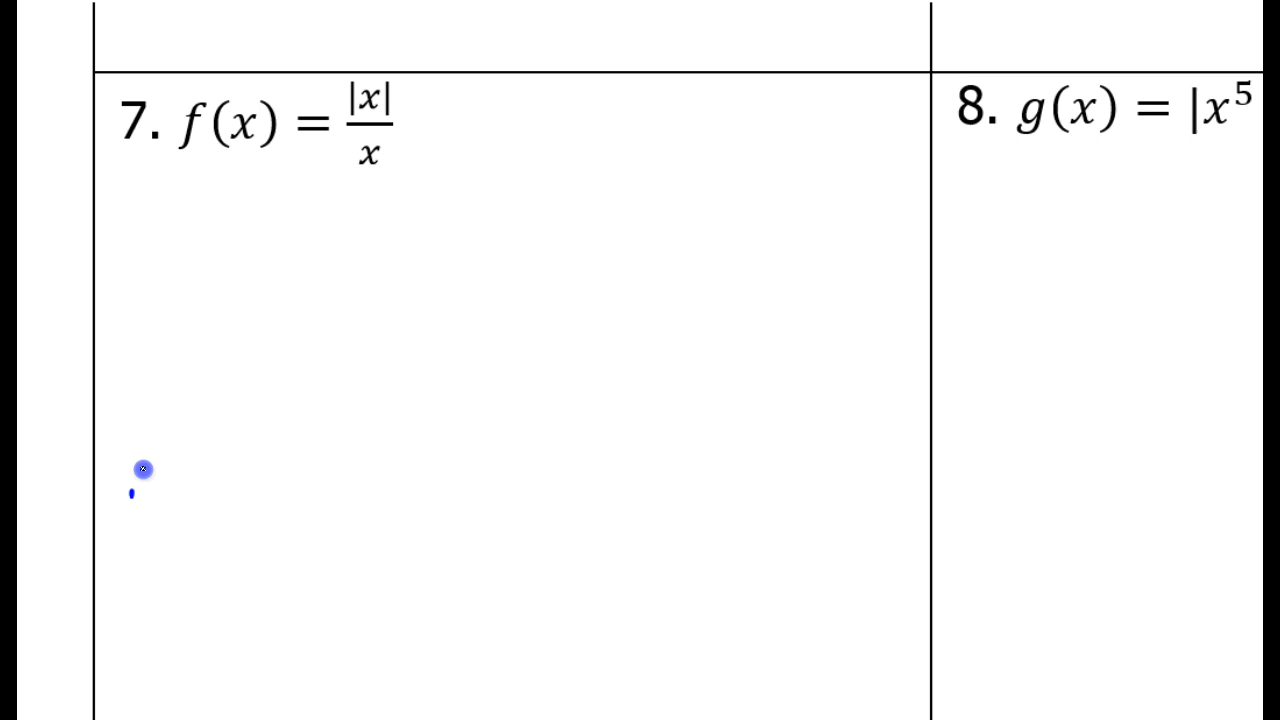 7. f(x) = |x|/x
8. g(x) = |x⁵